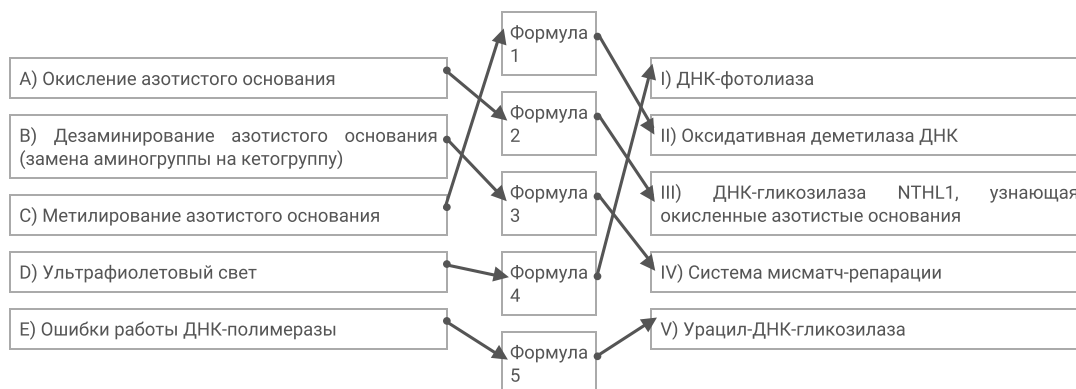 А) Окисление азотистого основания
В) Дезаминирование азотистого основания
(замена аминогруппы на кетогруппу)
С) Метилирование азотистого основания
D) Ультрафиолетовый свет
Е) Ошибки работы ДНК-полимеразы
Формула
1
Формула
2
Формула
3
Формула
4
Формула
5
I) ДНК-фотолиаза
II) Оксидативная деметилаза ДНК
III) ДНК-гликозилаза NTHL1, узнающая
окисленные азотистые основания
IV) Система мисматч-репарации
V) Урацил-ДНК-гликозилаза